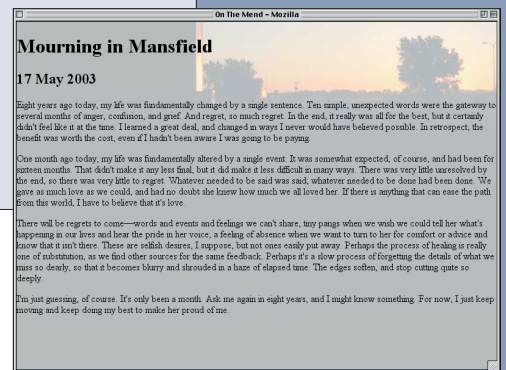 On The Mend – Mozilla
Mourning in Mansfield
17 May 2003
Eight years ago today, my life was fundamentally changed by a single sentence. Ten simple, unexpected words were the gateway to
several months of anger, confusion, and grief. And regret, so much regret. In the end, it really was all for the best, but it certainly
didn't feel like it at the time. I learned a great deal, and changed in ways I never would have believed possible. In retrospect, the
benefit was worth the cost, even if I hadn't been aware I was going to be paying.
One month ago today, my life was fundamentally altered by a single event. It was somewhat expected, of course, and had been for
sixteen months. That didn't make it any less final, but it did make it less difficult in many ways. There was very little unresolved by
the end, so there was very little to regret. Whatever needed to be said was said; whatever needed to be done had been done. We
gave as much love as we could, and had no doubt she knew how much we all loved her. If there is anything that can ease the path
from this world, I have to believe that it's love.
There will be regrets to come—words and events and feelings we can't share, tiny pangs when we wish we could tell her what's
happening in our lives and hear the pride in her voice, a feeling of absence when we want to turn to her for comfort or advice and
know that it isn't there. These are selfish desires, I suppose, but not ones easily put away. Perhaps the process of healing is really
one of substitution, as we find other sources for the same feedback. Perhaps it's a slow process of forgetting the details of what we
miss so dearly, so that it becomes blurry and shrouded in a haze of elapsed time. The edges soften, and stop cutting quite so
deeply.
I'm just guessing, of course. It's only been a month. Ask me again in eight years, and I might know something. For now, I just keep
moving and keep doing my best to make her proud of me.